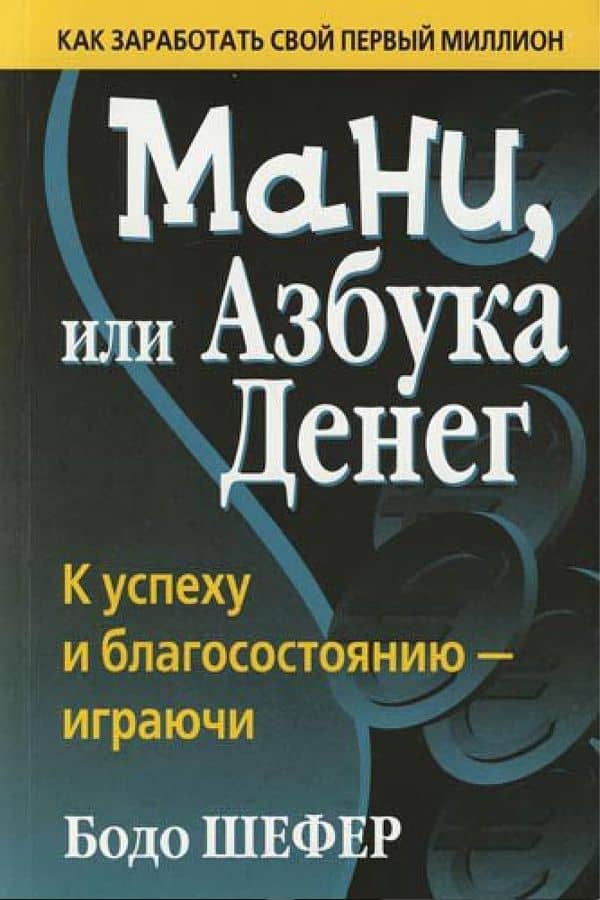 КАК ЗАРАБОТАТЬ СВОЙ ПЕРВЫЙ МИЛЛИОН
Мани,
или Азбука
Денег
К успеху
и благосостоянию —
играючи
Бодо ШЕФЕР